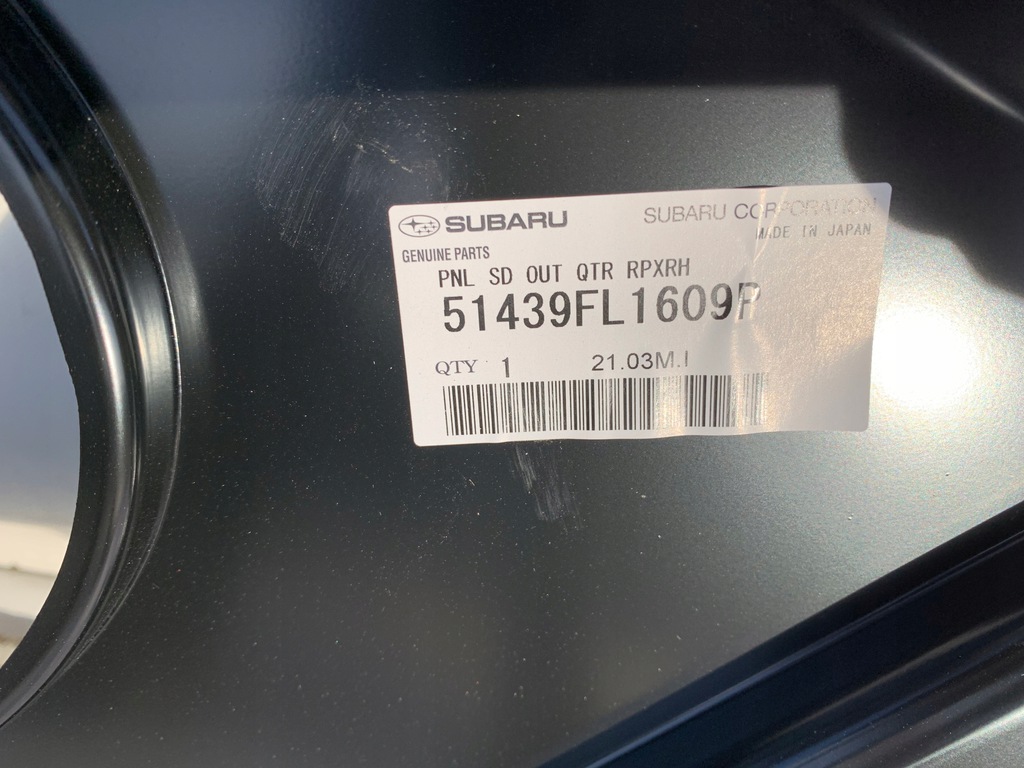 SUBARU
SUBARU CORPORATION
MADE IN JAPAN
GENUINE PARTS
PNL SD OUT QTR RPXRH
51439FL1609P
QTY 1
21.03M.I